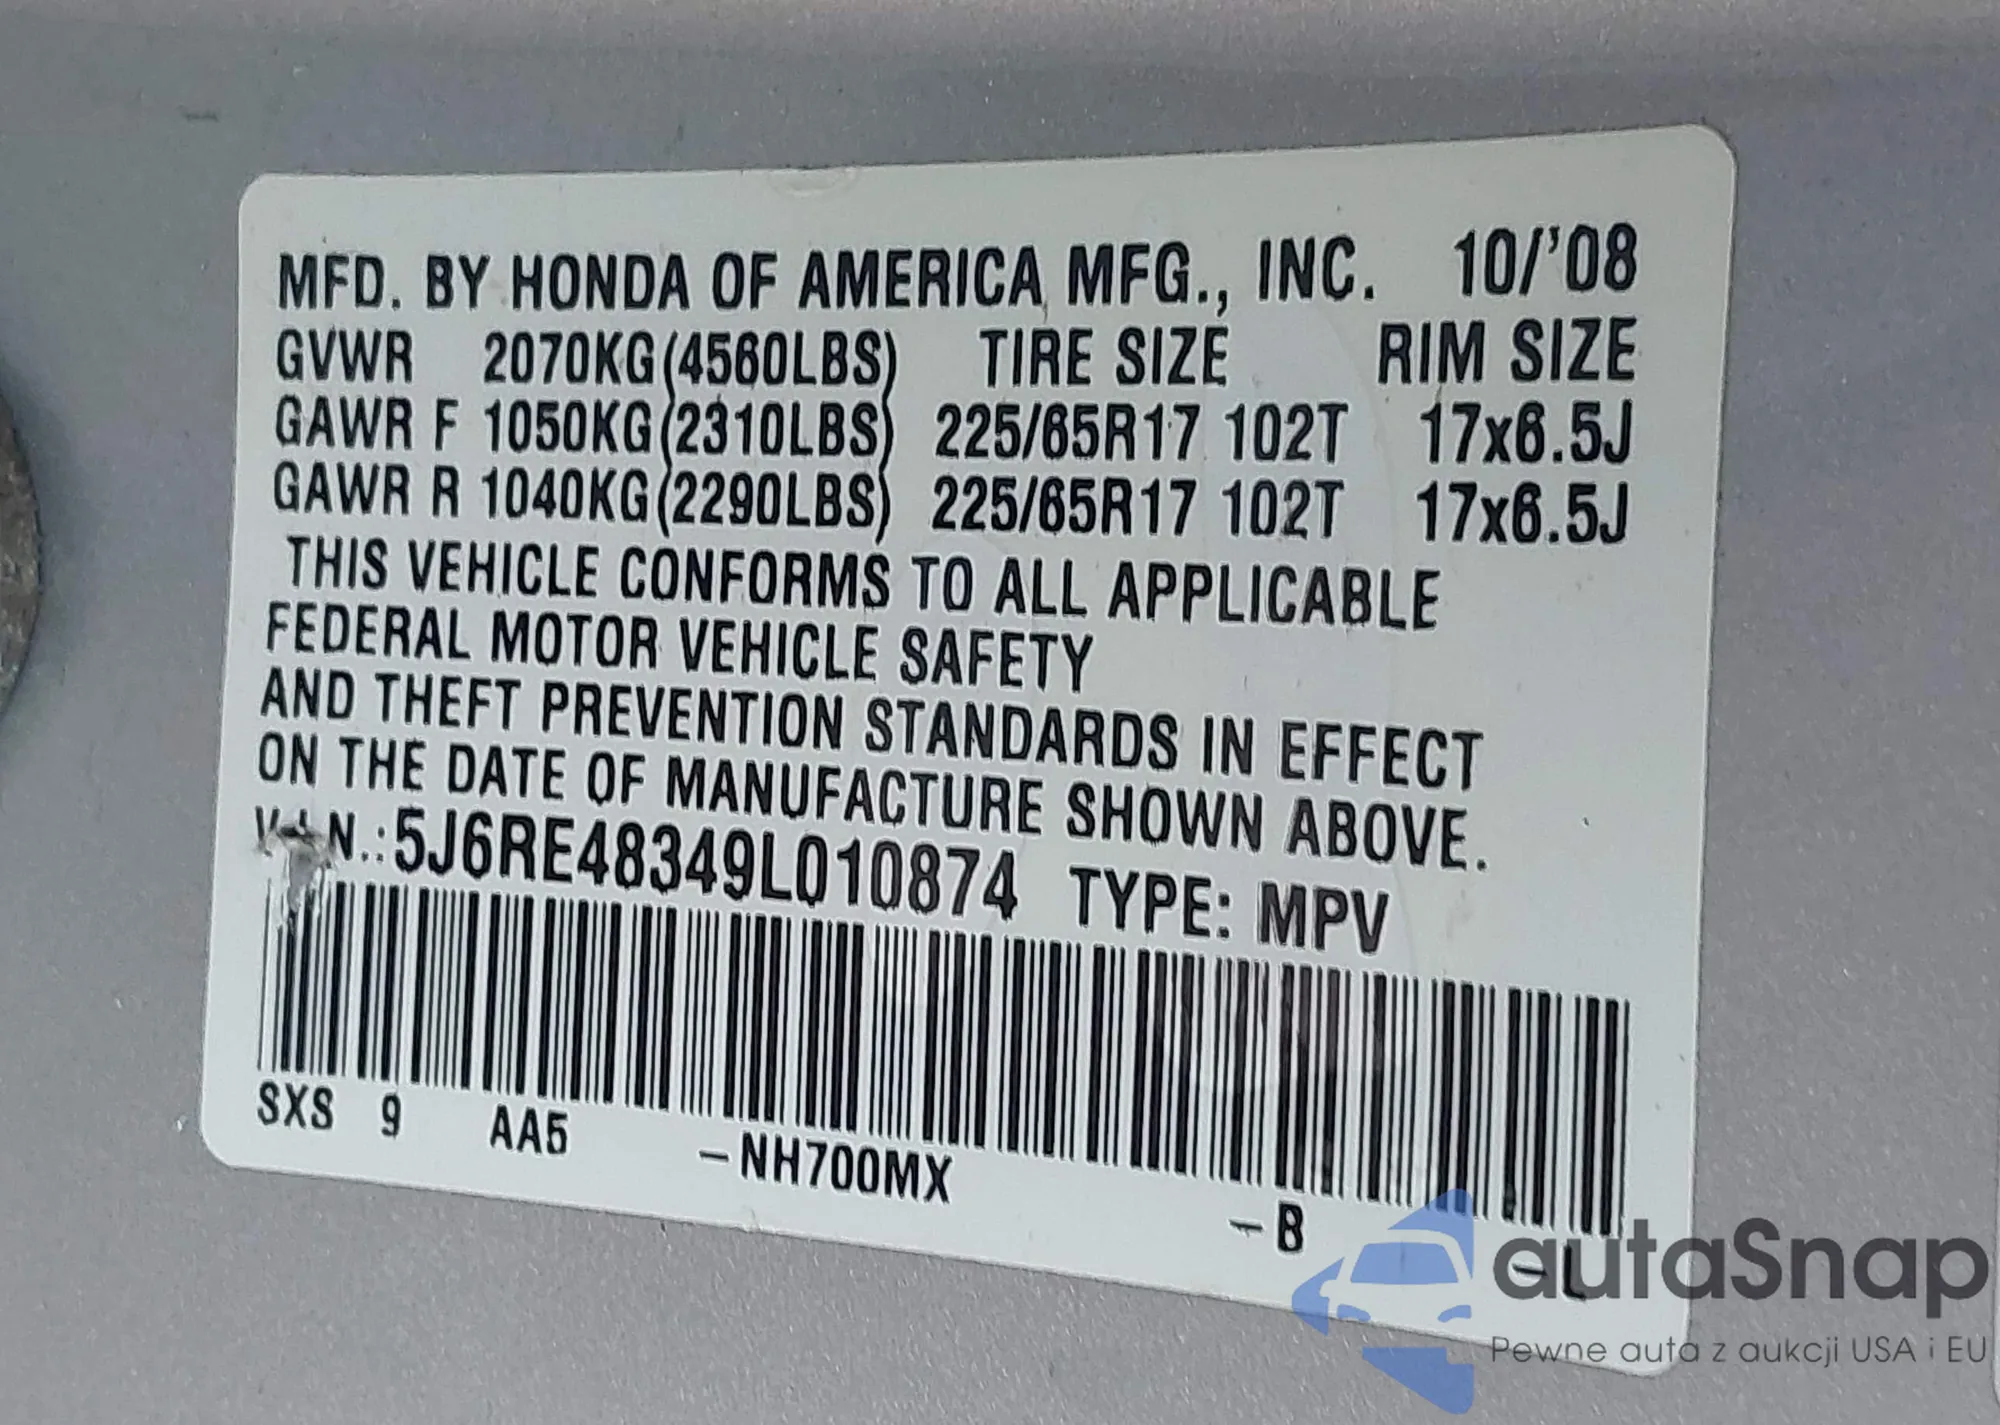 MFD. BY HONDA OF AMERICA MFG., INC. 10/'08
GVWR 2070KG(4560LBS) TIRE SIZE RIM SIZE
GAWR F 1050KG(2310LBS) 225/65R17 102T 17x6.5J
GAWR R 1040KG(2290LBS) 225/65R17 102T 17x6.5J
THIS VEHICLE CONFORMS TO ALL APPLICABLE
FEDERAL MOTOR VEHICLE SAFETY
AND THEFT PREVENTION STANDARDS IN EFFECT
ON THE DATE OF MANUFACTURE SHOWN ABOVE.
V.I.N.:5J6RE48349L010874 TYPE: MPV
SXS 9 AA5 -NH700MX -B -L
autaSnap
Pewne auta z aukcji USA i EU